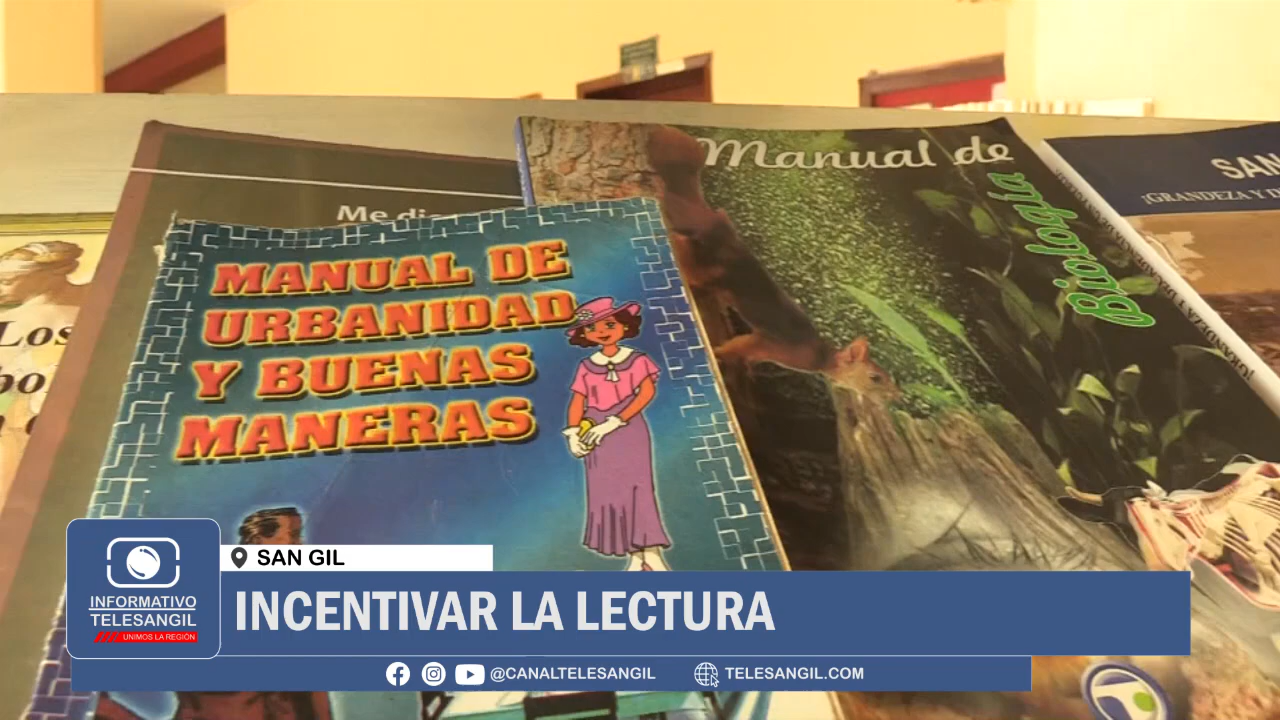 Manual de
Biología
SAN
¡GRANDEZA Y
Me di
Los
bo
MANUAL DE
URBANIDAD
Y BUENAS
MANERAS
SAN GIL
INCENTIVAR LA LECTURA
INFORMATIVO
TELESANGIL
UNIMOS LA REGIÓN
@CANALTELESANGIL
TELESANGIL.COM